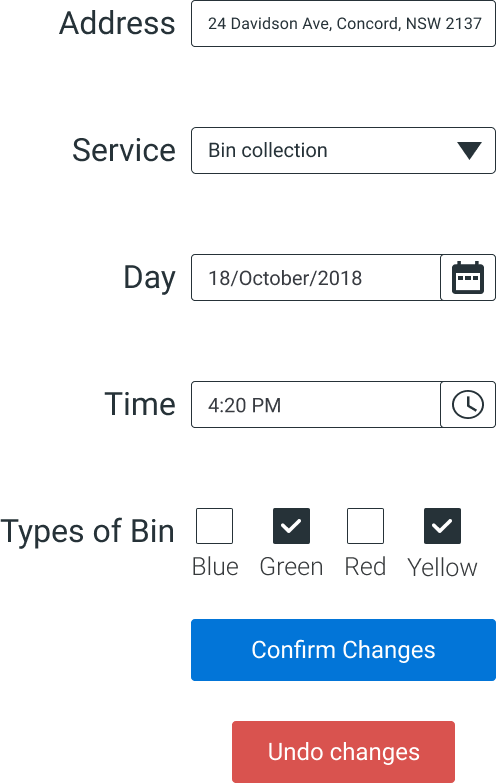 Address 24 Davidson Ave, Concord, NSW 2137
Service Bin collection
Day 18/October/2018
Time 4:20 PM
Types of Bin
Blue Green Red Yellow
Confirm Changes
Undo changes